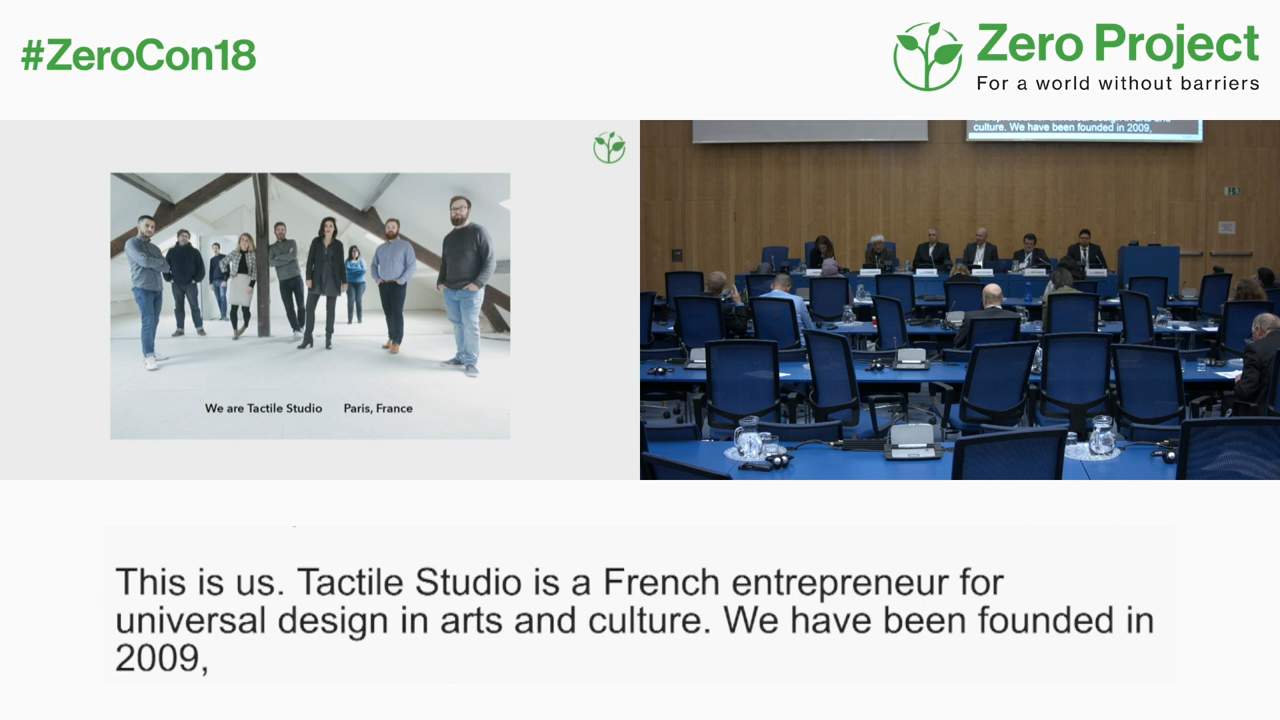 #ZeroCon18
Zero Project
For a world without barriers
culture. We have been founded in 2009,
We are Tactile Studio Paris, France
This is us. Tactile Studio is a French entrepreneur for
universal design in arts and culture. We have been founded in
2009,